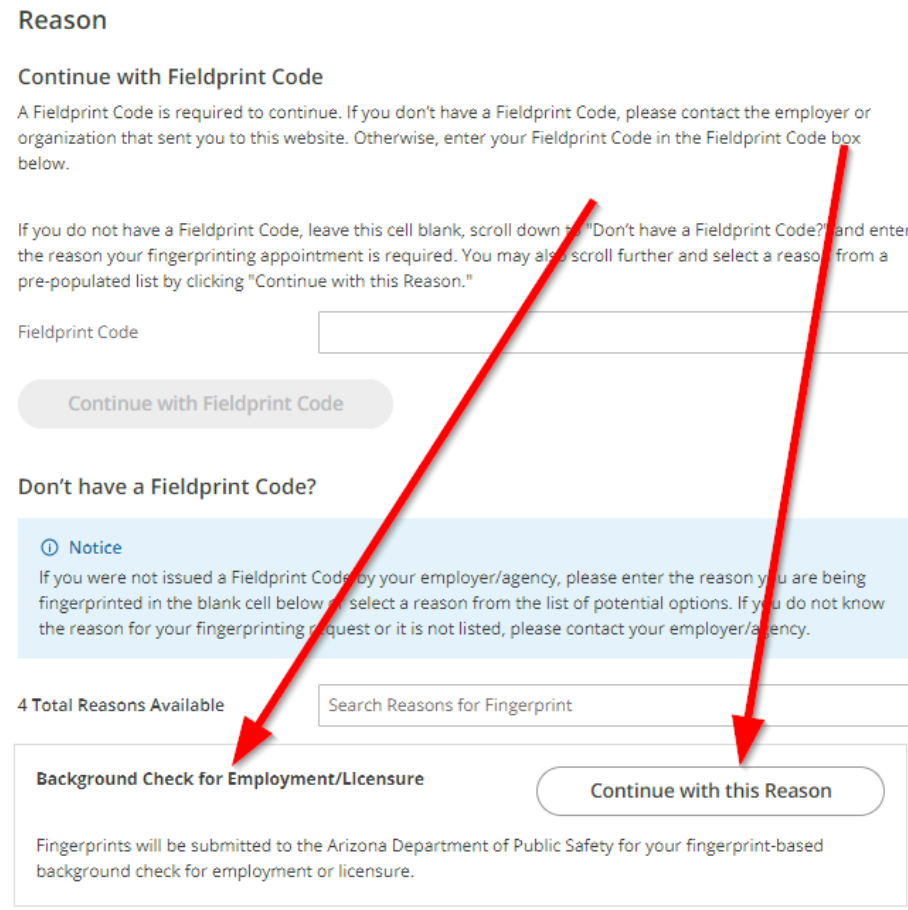 Reason
Continue with Fieldprint Code
A Fieldprint Code is required to continue. If you don't have a Fieldprint Code, please contact the employer or
organization that sent you to this website. Otherwise, enter your Fieldprint Code in the Fieldprint Code box
below.
If you do not have a Fieldprint Code, leave this cell blank, scroll down to "Don't have a Fieldprint Code?" and enter
the reason your fingerprinting appointment is required. You may also scroll further and select a reason from a
pre-populated list by clicking "Continue with this Reason."
Fieldprint Code
Continue with Fieldprint Code
Don't have a Fieldprint Code?
Notice
If you were not issued a Fieldprint Code by your employer/agency, please enter the reason you are being
fingerprinted in the blank cell below or select a reason from the list of potential options. If you do not know
the reason for your fingerprinting request or it is not listed, please contact your employer/agency.
4 Total Reasons Available
Search Reasons for Fingerprint
Background Check for Employment/Licensure
Continue with this Reason
Fingerprints will be submitted to the Arizona Department of Public Safety for your fingerprint-based
background check for employment or licensure.